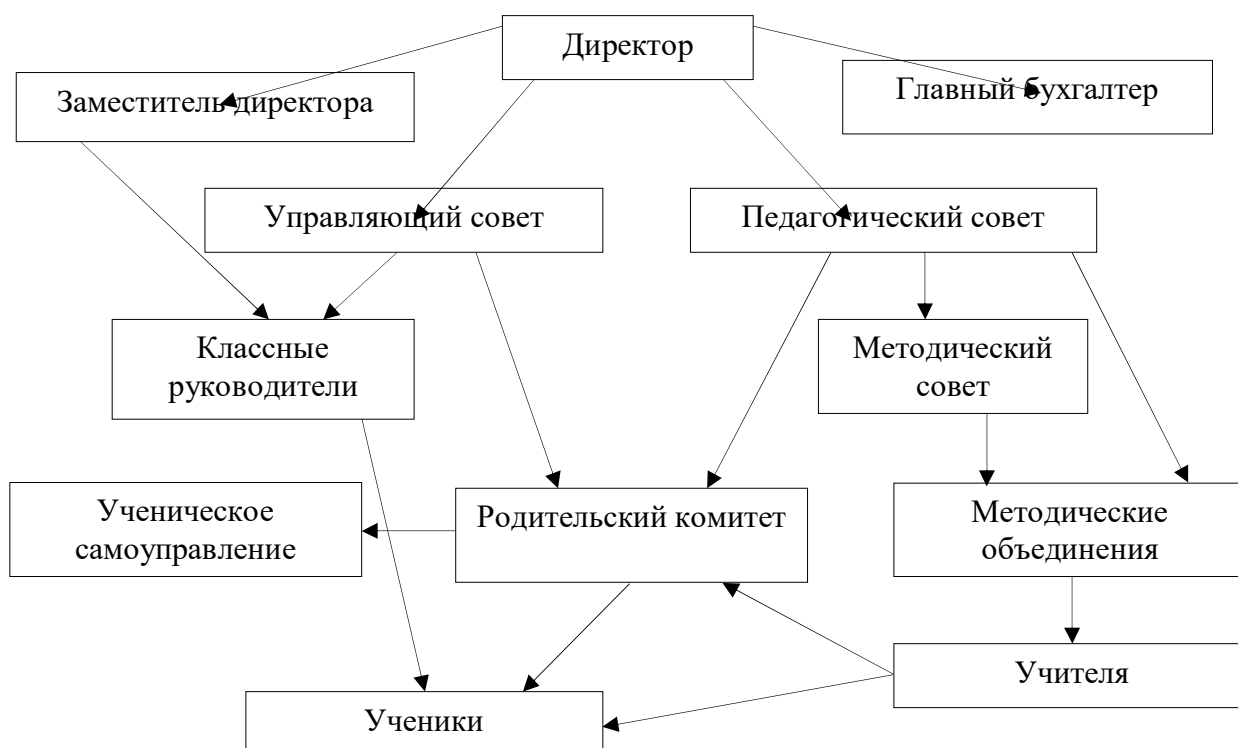 Директор
Заместитель директора
Главный бухгалтер
Управляющий совет
Педагогический совет
Классные
руководители
Методический
совет
Ученическое
самоуправление
Родительский комитет
Методические
объединения
Учителя
Ученики